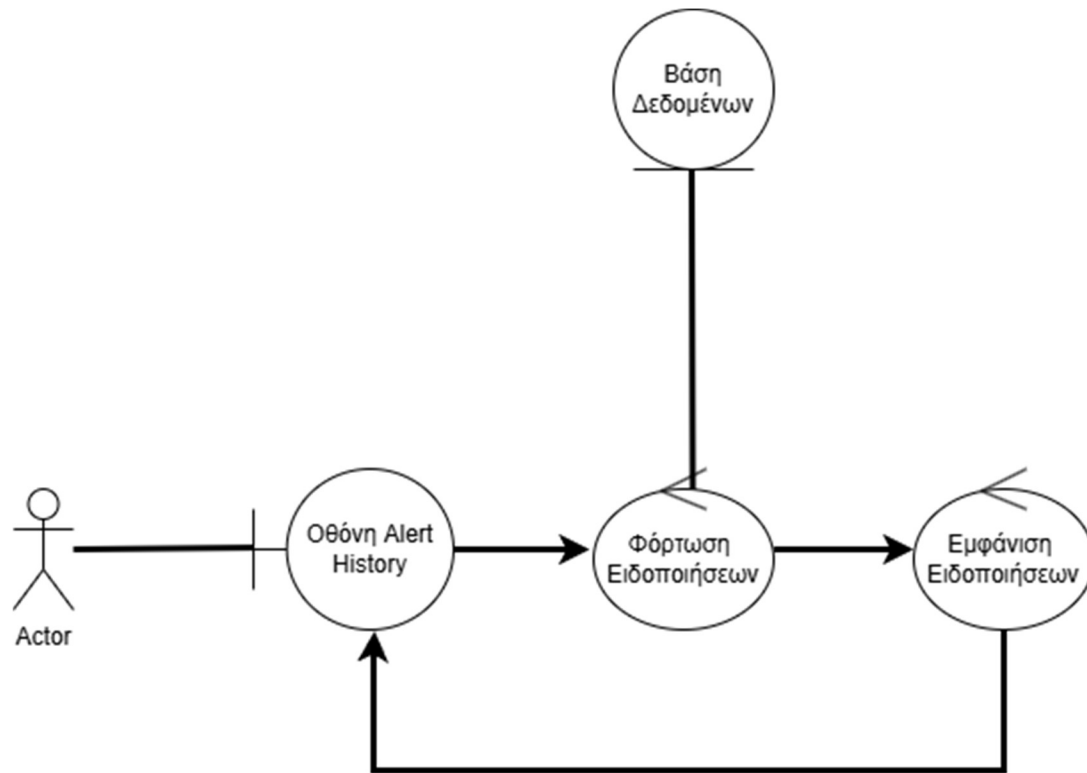 Βάση
Δεδομένων
Οθόνη Alert
History
Φόρτωση
Ειδοποιήσεων
Εμφάνιση
Ειδοποιήσεων
Actor